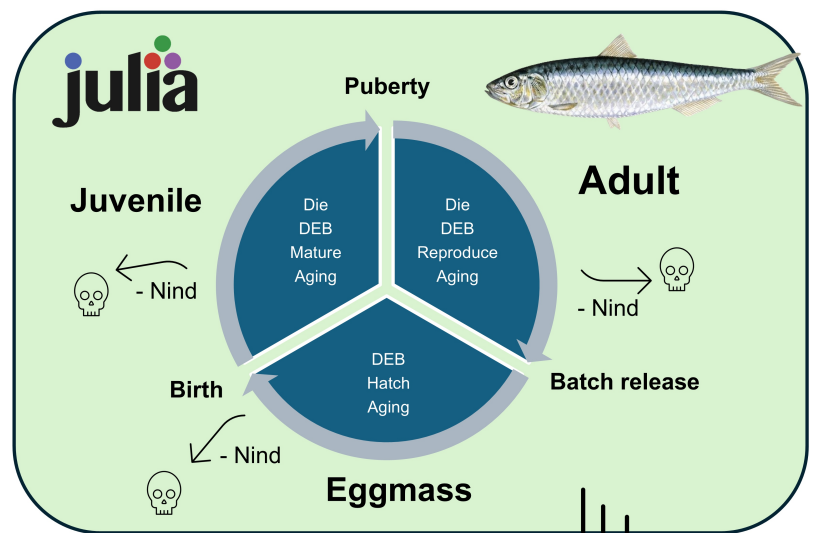 julia
Puberty
Adult
Juvenile
Die
DEB
Mature
Aging
Die
DEB
Reproduce
Aging
- Nind
- Nind
DEB
Hatch
Aging
Birth
Batch release
- Nind
Eggmass